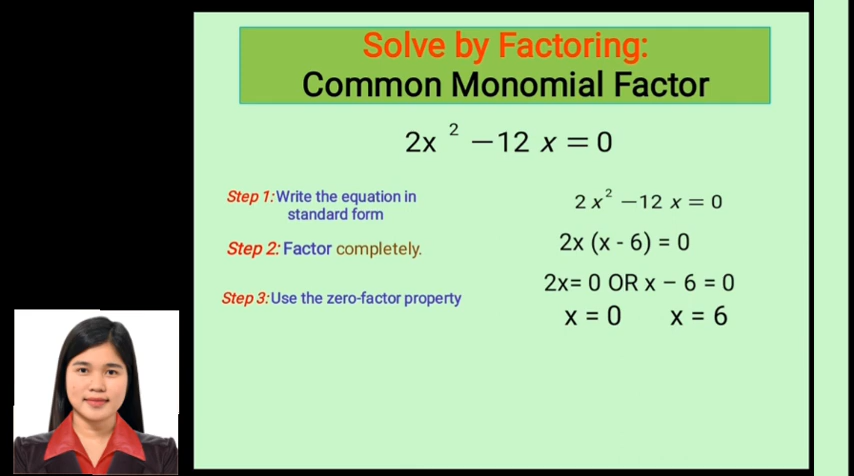 Solve by Factoring:
Common Monomial Factor
2x² −12 x = 0
Step 1: Write the equation in
standard form
2 x² −12 x = 0
Step 2: Factor completely.
2x (x - 6) = 0
Step 3: Use the zero-factor property
2x= 0 OR x − 6 = 0
x = 0 x = 6